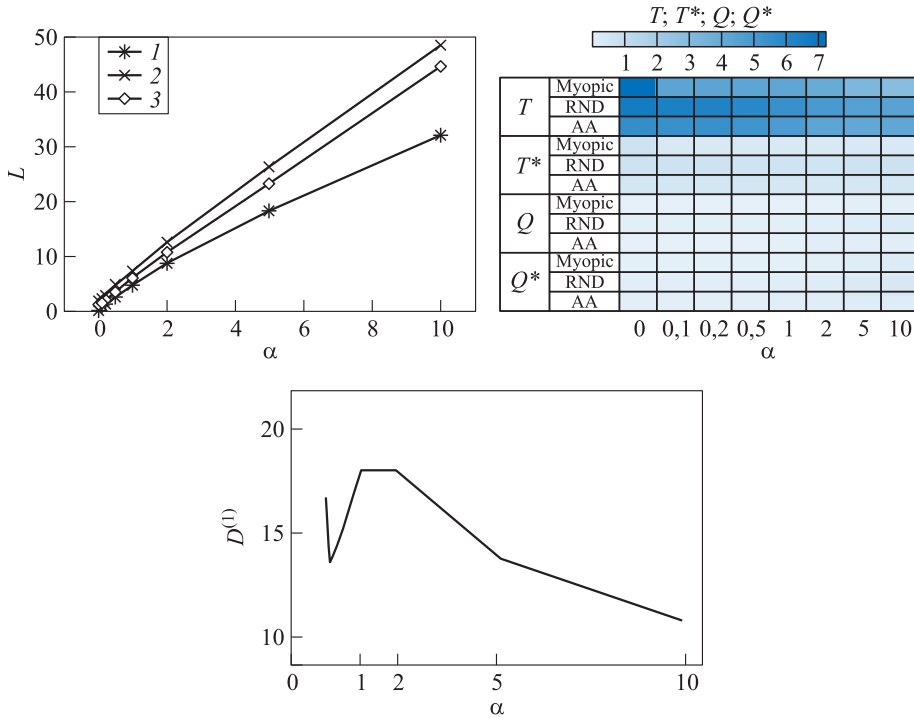 50
40
30
20
10
0
L
1
2
3
0 2 4 6 8 10
α
T; T*; Q; Q*
1 2 3 4 5 6 7
T
Myopic
RND
AA
T*
Myopic
RND
AA
Q
Myopic
RND
AA
Q*
Myopic
RND
AA
0 0,1 0,2 0,5 1 2 5 10
α
20
15
10
D(1)
0 1 2 5 10
α